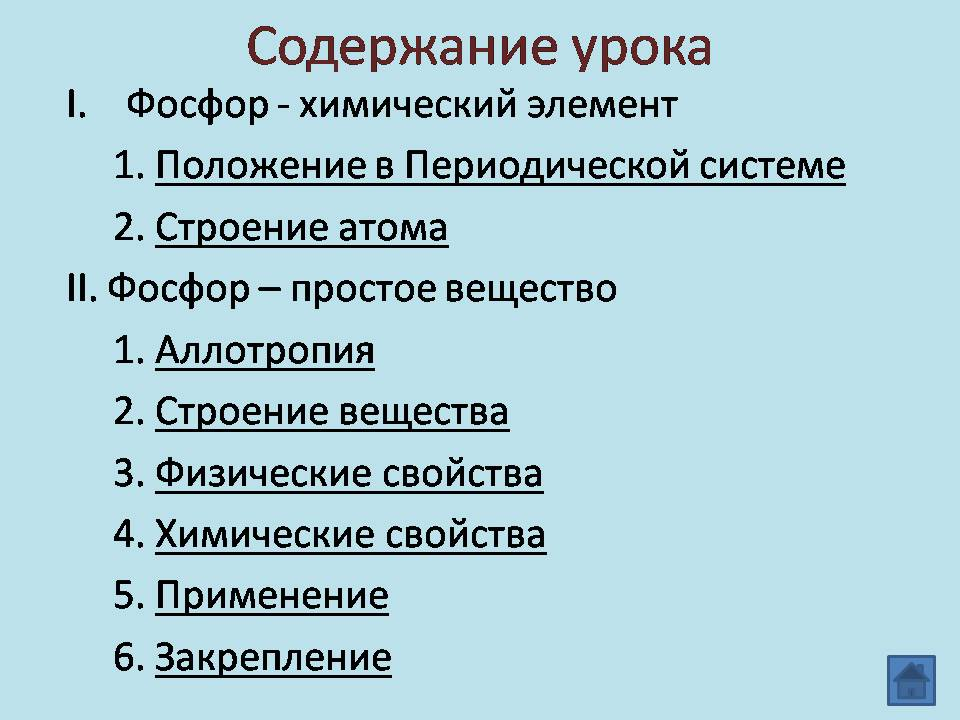 Содержание урока
I. Фосфор - химический элемент
1. Положение в Периодической системе
2. Строение атома
II. Фосфор – простое вещество
1. Аллотропия
2. Строение вещества
3. Физические свойства
4. Химические свойства
5. Применение
6. Закрепление